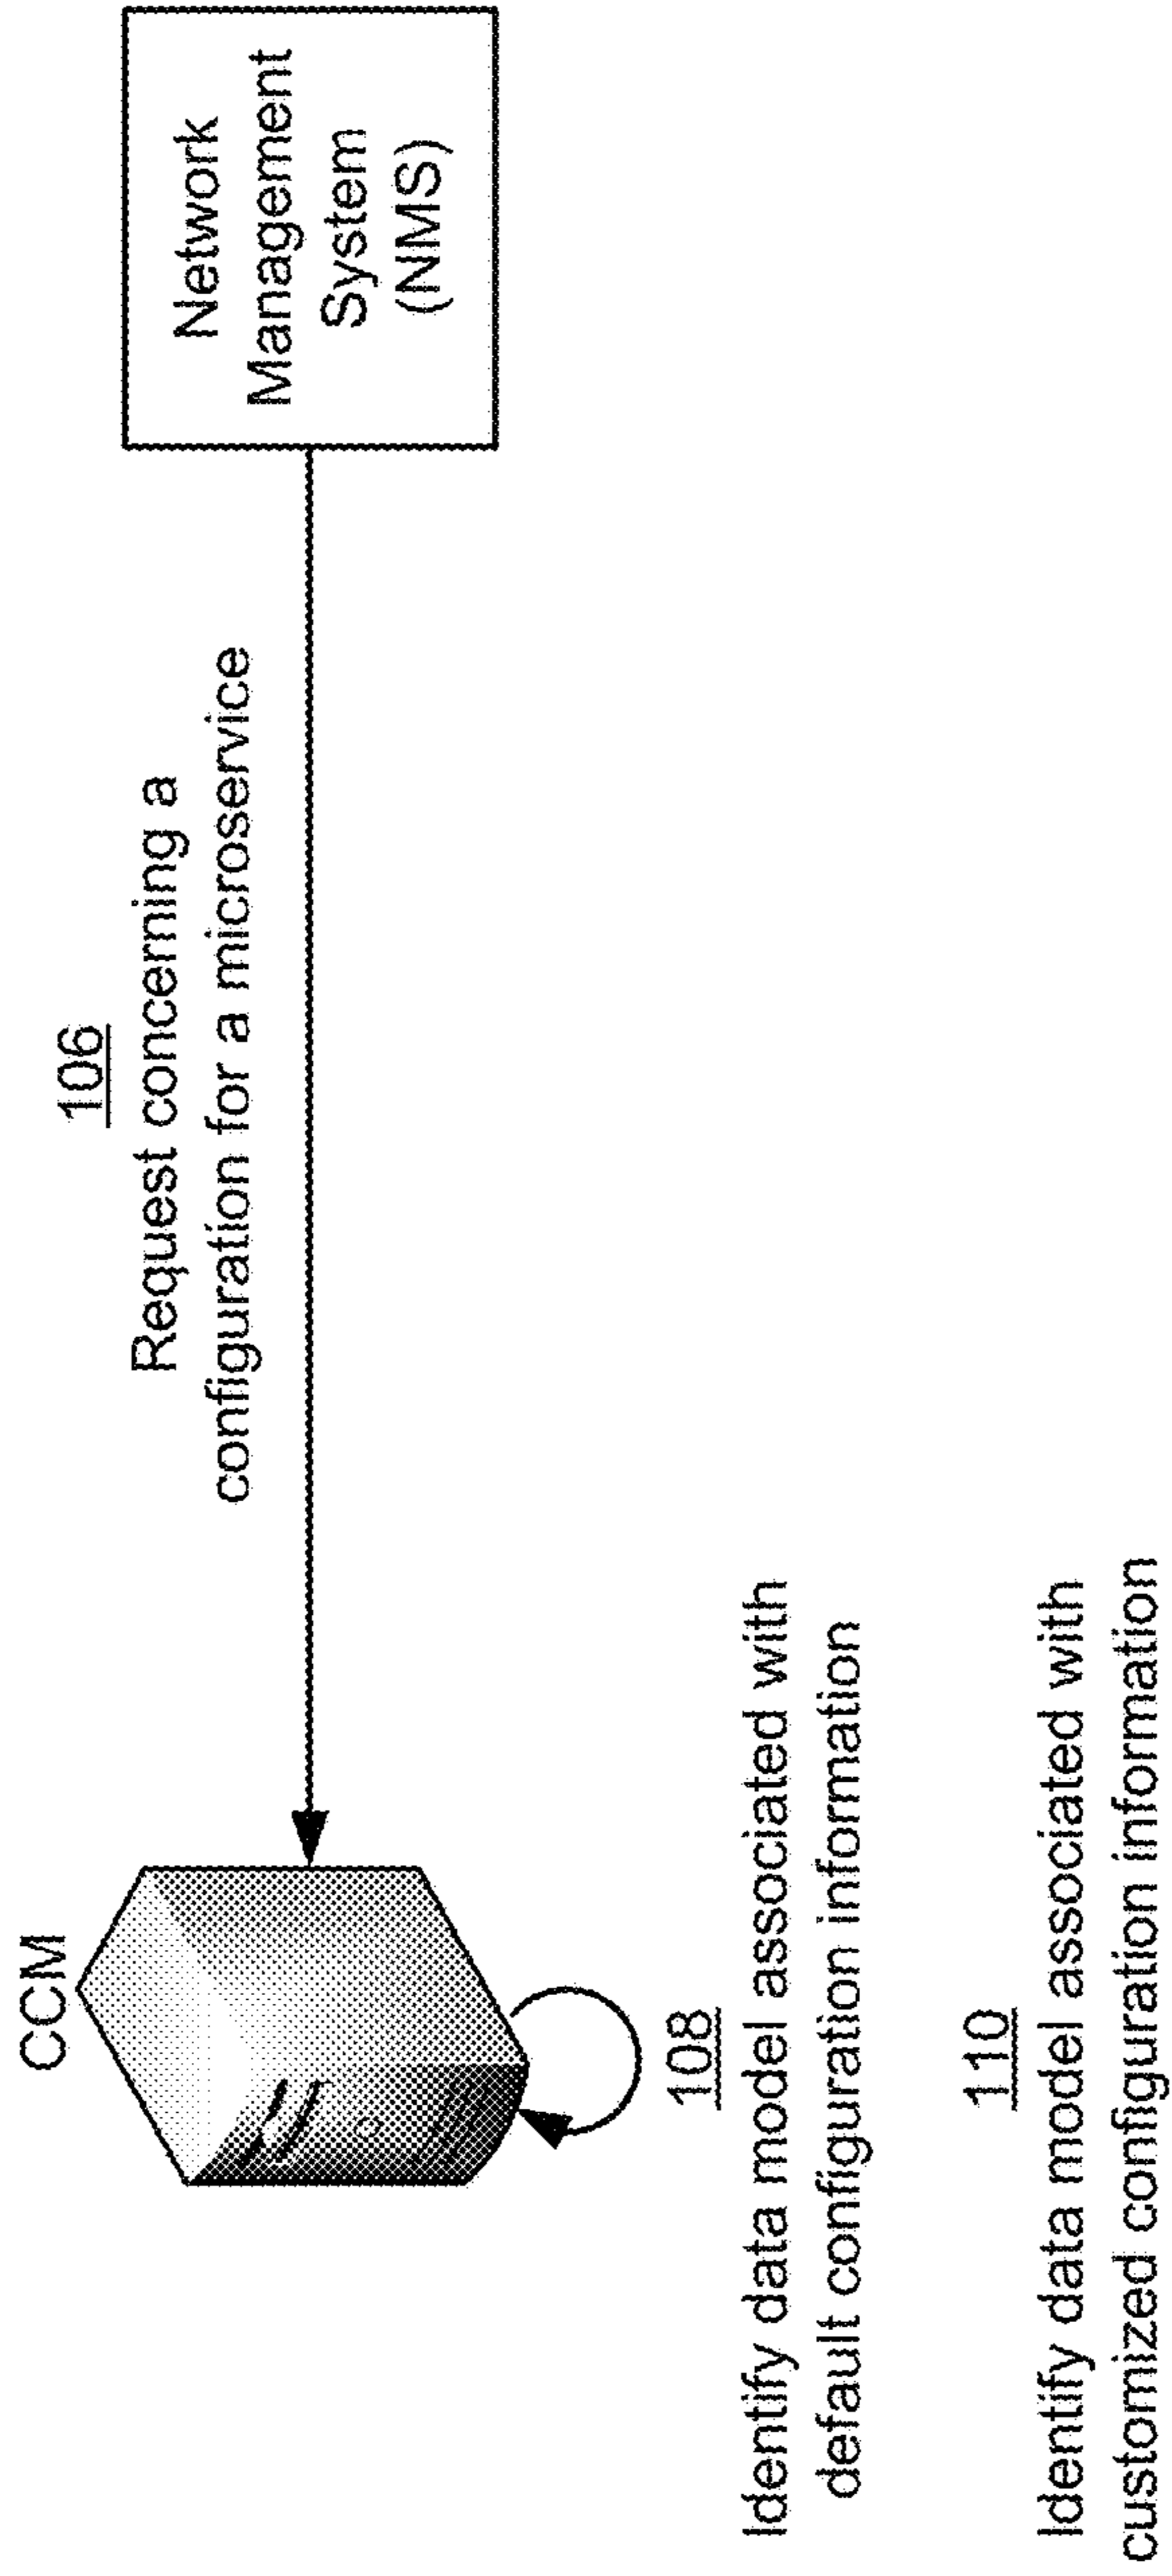 CCM
106
Request concerning a
configuration for a microservice
Network
Management
System
(NMS)
108
Identify data model associated with
default configuration information
110
Identify data model associated with
customized configuration information